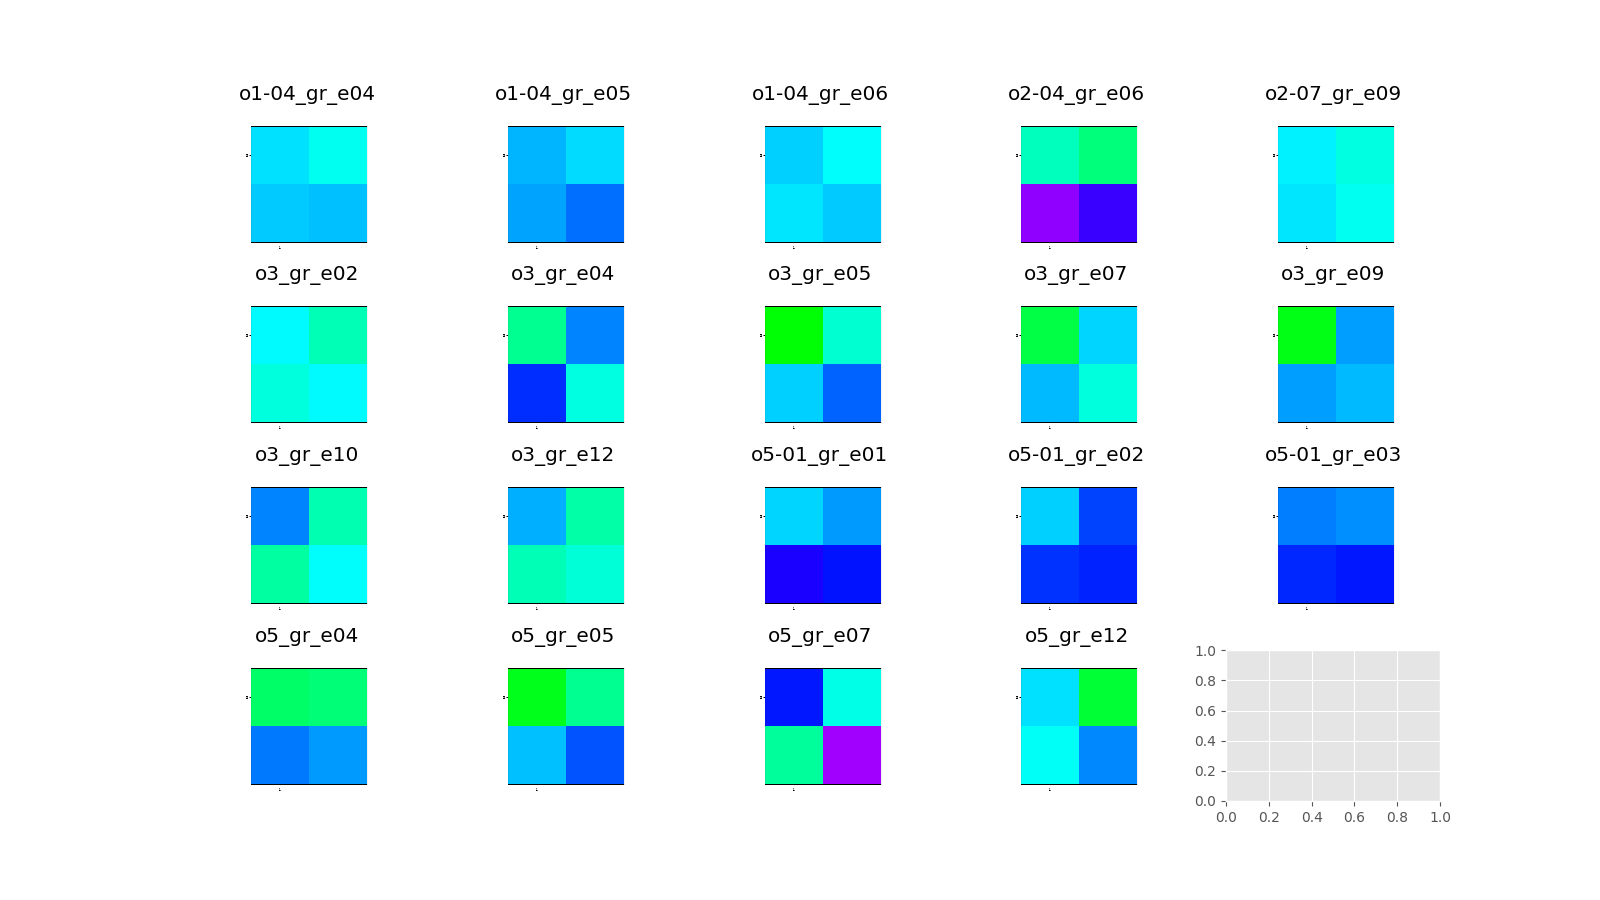 o1-04_gr_e04 o1-04_gr_e05 o1-04_gr_e06 o2-04_gr_e06 o2-07_gr_e09
o3_gr_e02 o3_gr_e04 o3_gr_e05 o3_gr_e07 o3_gr_e09
o3_gr_e10 o3_gr_e12 o5-01_gr_e01 o5-01_gr_e02 o5-01_gr_e03
o5_gr_e04 o5_gr_e05 o5_gr_e07 o5_gr_e12
1.0
0.8
0.6
0.4
0.2
0.0
0.0 0.2 0.4 0.6 0.8 1.0